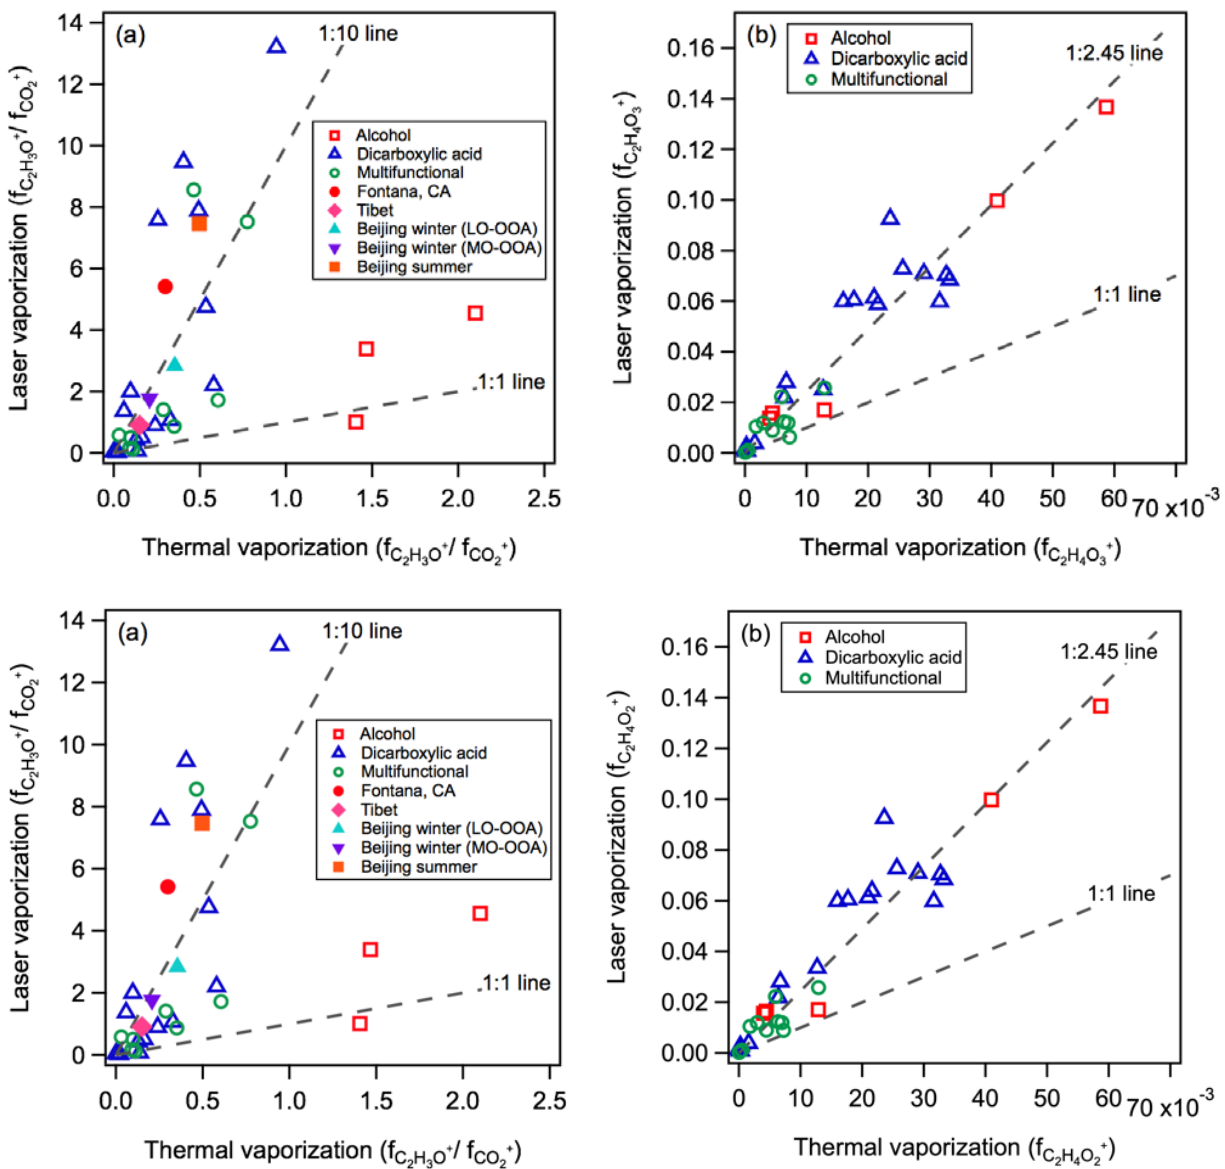 (a)
1:10 line
14
12
10
8
6
4
2
0
Laser vaporization (fC₂H₃O⁺/ fCO₂⁺)
Alcohol
Dicarboxylic acid
Multifunctional
Fontana, CA
Tibet
Beijing winter (LO-OOA)
Beijing winter (MO-OOA)
Beijing summer
1:1 line
0.0 0.5 1.0 1.5 2.0 2.5
Thermal vaporization (fC₂H₃O⁺/ fCO₂⁺)
(b)
Alcohol
Dicarboxylic acid
Multifunctional
1:2.45 line
0.16
0.14
0.12
0.10
0.08
0.06
0.04
0.02
0.00
Laser vaporization (fC₂H₄O₃⁺)
1:1 line
0 10 20 30 40 50 60 70 x10⁻³
Thermal vaporization (fC₂H₄O₃⁺)
(a)
1:10 line
14
12
10
8
6
4
2
0
Laser vaporization (fC₂H₃O⁺/ fCO₂⁺)
Alcohol
Dicarboxylic acid
Multifunctional
Fontana, CA
Tibet
Beijing winter (LO-OOA)
Beijing winter (MO-OOA)
Beijing summer
1:1 line
0.0 0.5 1.0 1.5 2.0 2.5
Thermal vaporization (fC₂H₃O⁺/ fCO₂⁺)
(b)
Alcohol
Dicarboxylic acid
Multifunctional
1:2.45 line
0.16
0.14
0.12
0.10
0.08
0.06
0.04
0.02
0.00
Laser vaporization (fC₂H₄O₂⁺)
1:1 line
0 10 20 30 40 50 60 70 x10⁻³
Thermal vaporization (fC₂H₄O₂⁺)